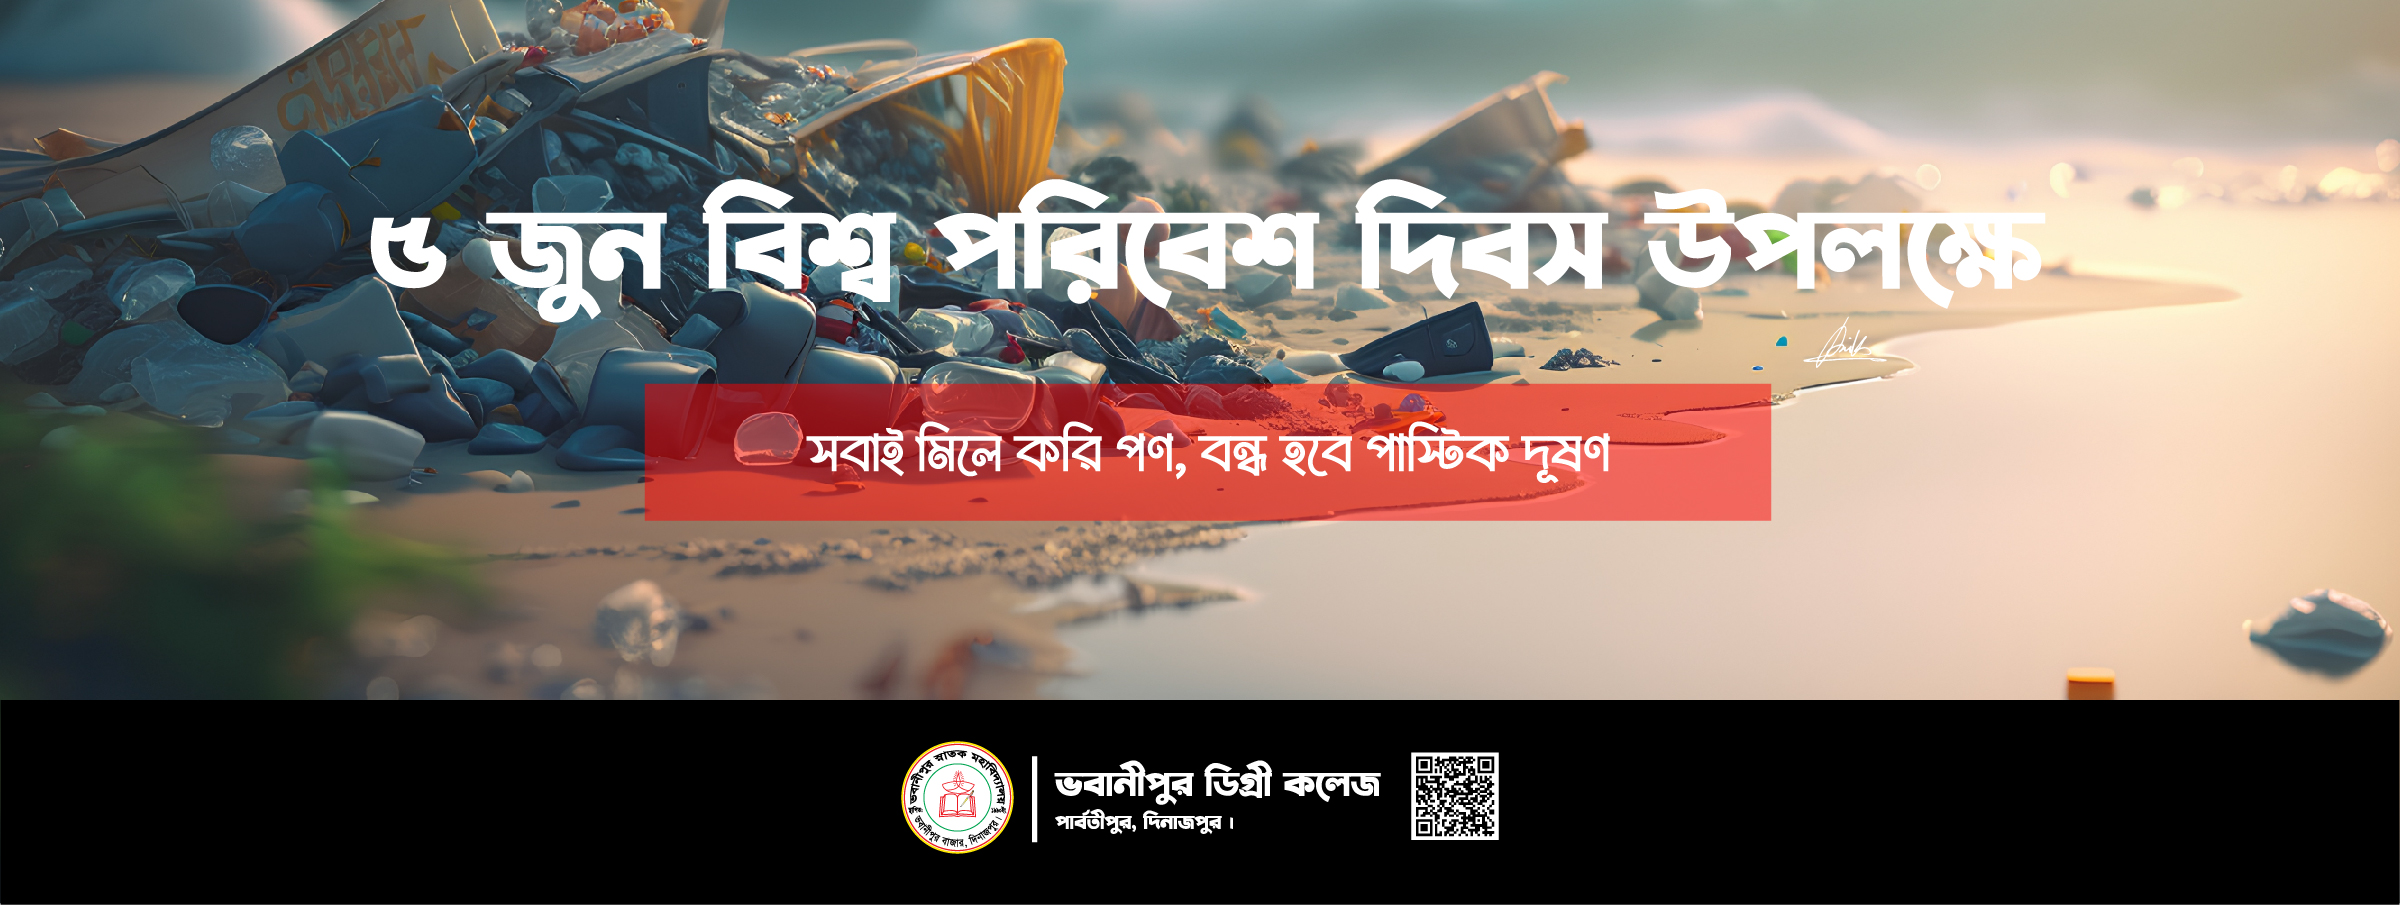 ৫ জুন বিশ্ব পরিবেশ দিবস উপলক্ষে
সবাই মিলে করি পণ, বন্ধ হবে পাস্টিক দূষণ
ভবানীপুর স্নাতক মহাবিদ্যালয়
ভবানীপুর বাজার, দিনাজপুর।
ভবানীপুর ডিগ্রী কলেজ
পার্বতীপুর, দিনাজপুর।